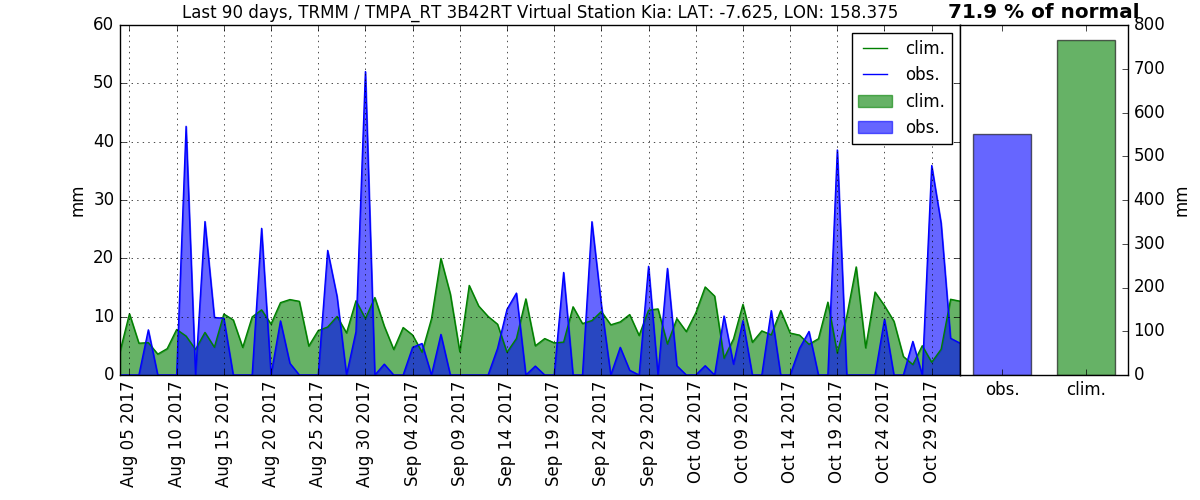 Last 90 days, TRMM / TMPA_RT 3B42RT Virtual Station Kia: LAT: -7.625, LON: 158.375
71.9 % of normal
60
50
40
30
20
10
0
mm
clim.
obs.
clim.
obs.
800
700
600
500
400
300
200
100
0
mm
Aug 05 2017
Aug 10 2017
Aug 15 2017
Aug 20 2017
Aug 25 2017
Aug 30 2017
Sep 04 2017
Sep 09 2017
Sep 14 2017
Sep 19 2017
Sep 24 2017
Sep 29 2017
Oct 04 2017
Oct 09 2017
Oct 14 2017
Oct 19 2017
Oct 24 2017
Oct 29 2017
obs.
clim.